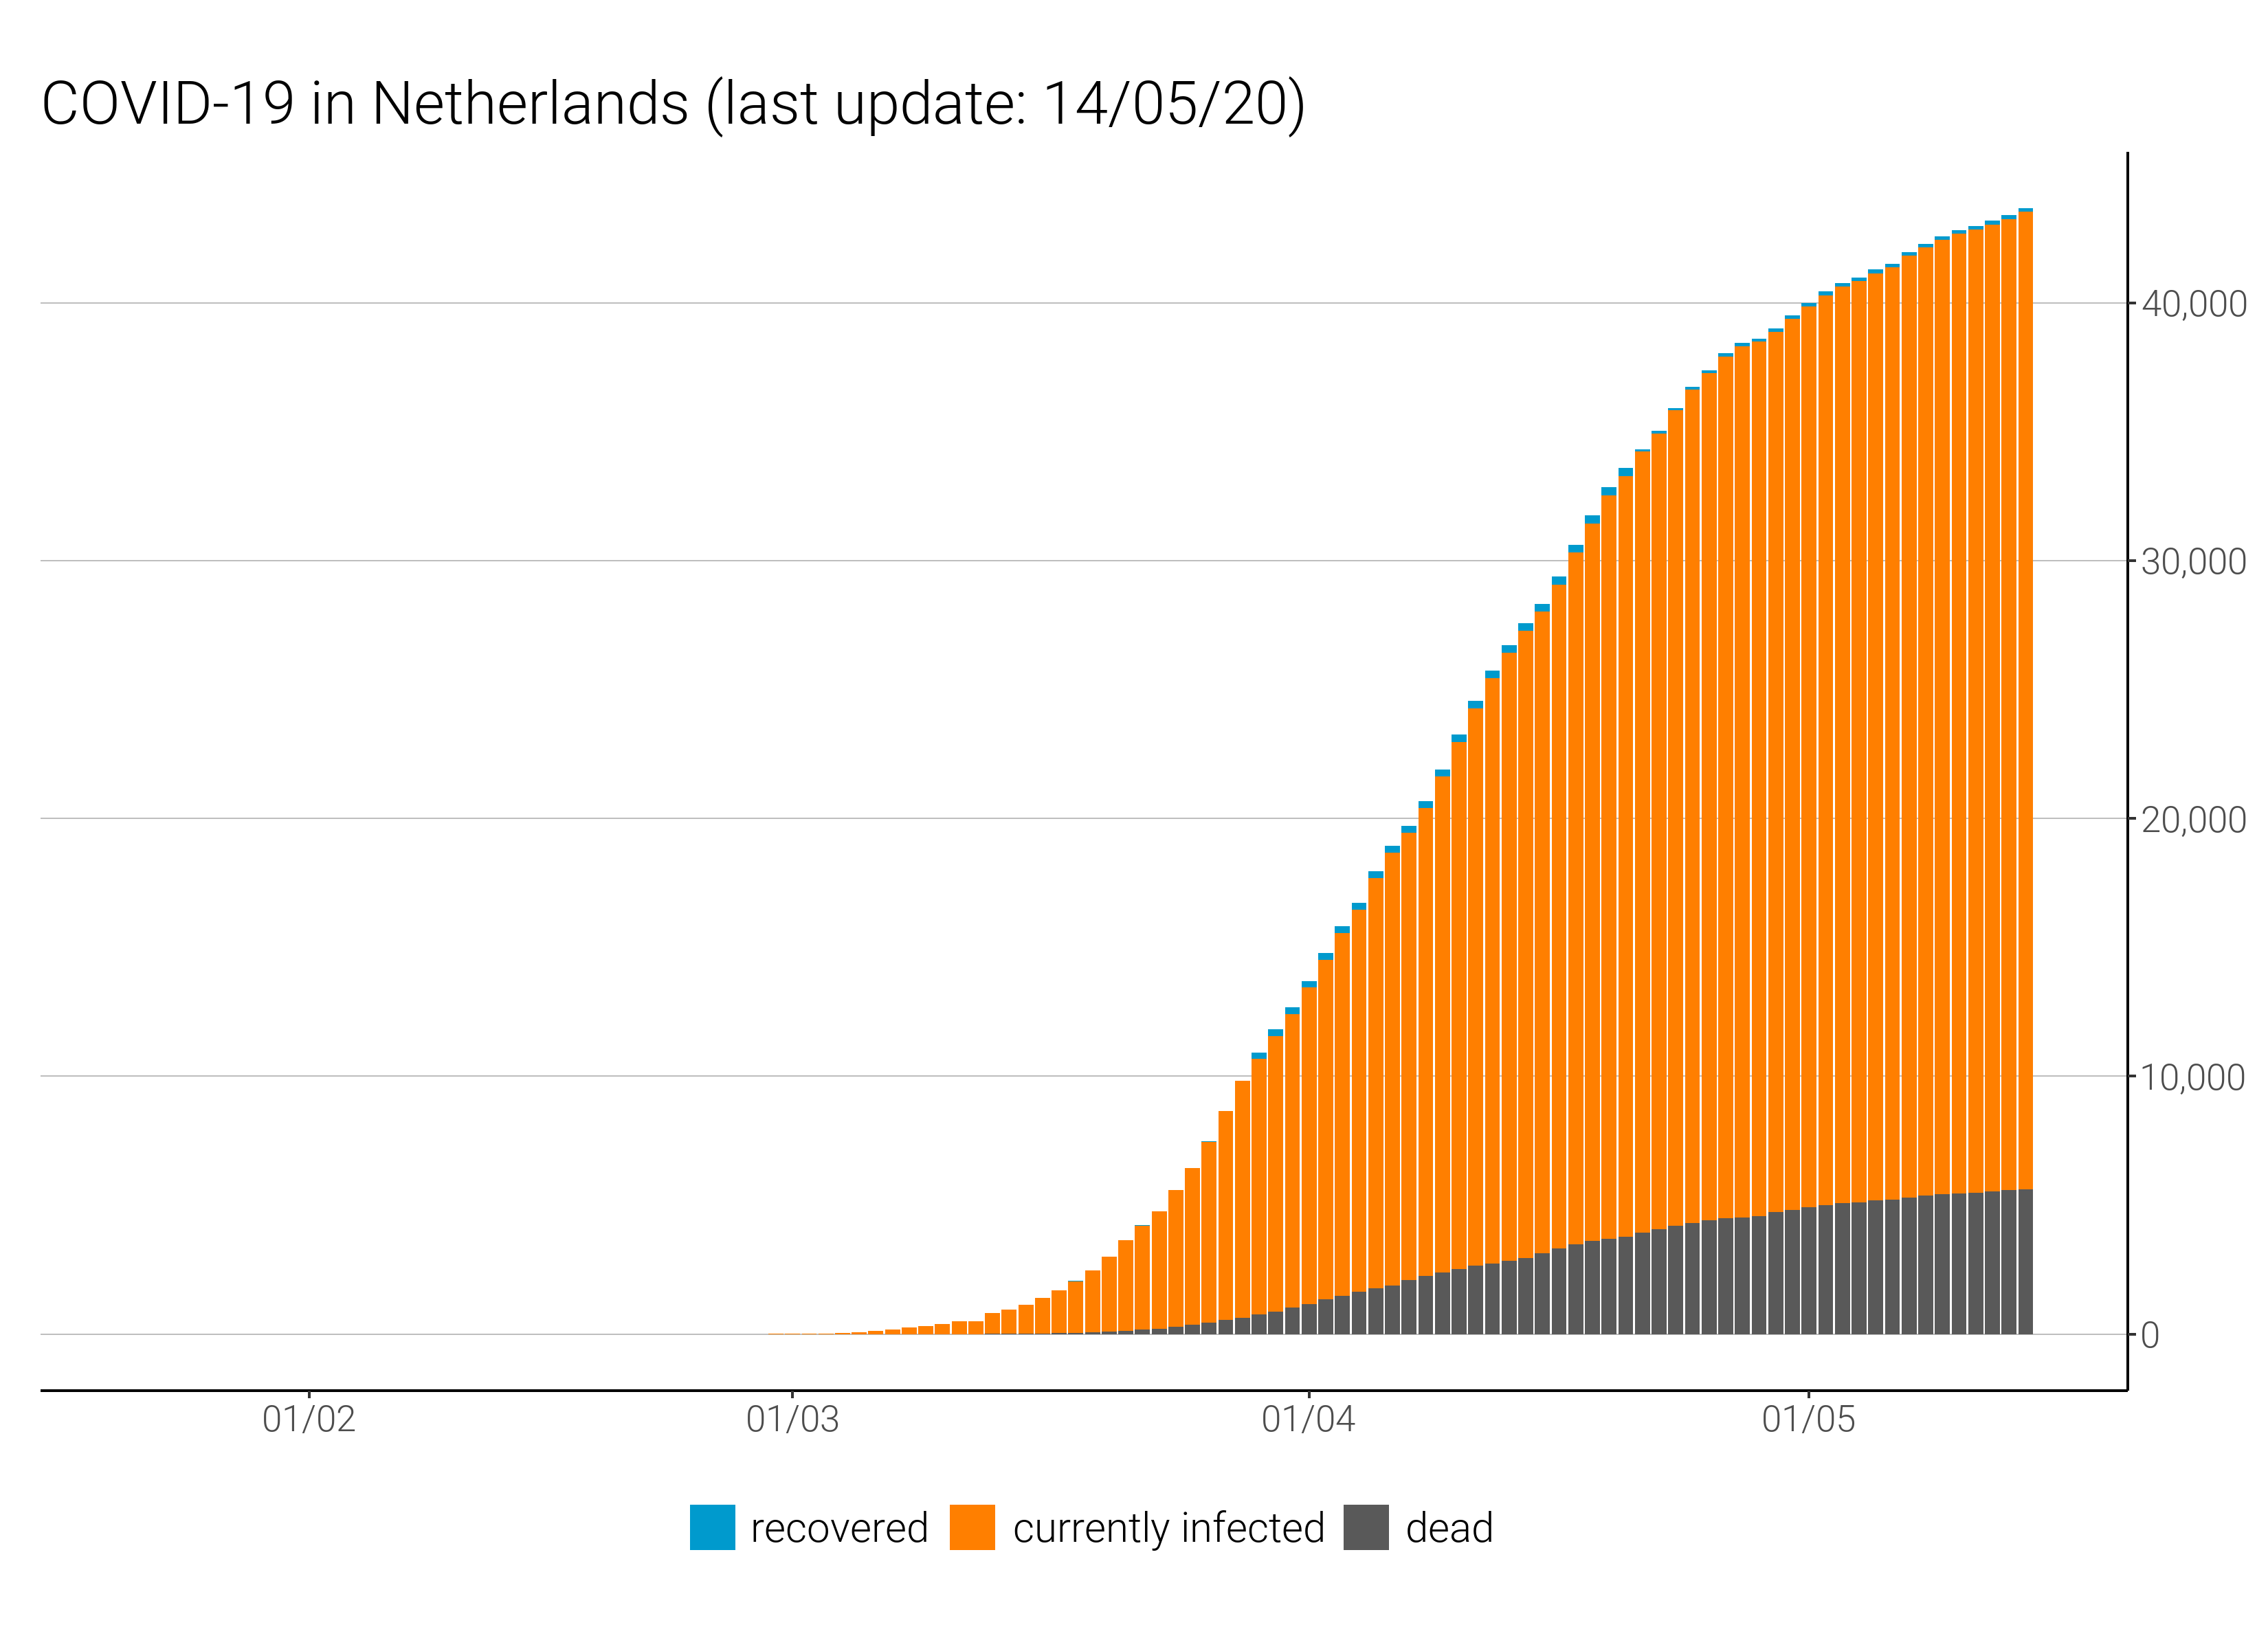 COVID-19 in Netherlands (last update: 14/05/20)
40,000
30,000
20,000
10,000
0
01/02 01/03 01/04 01/05
recovered currently infected dead